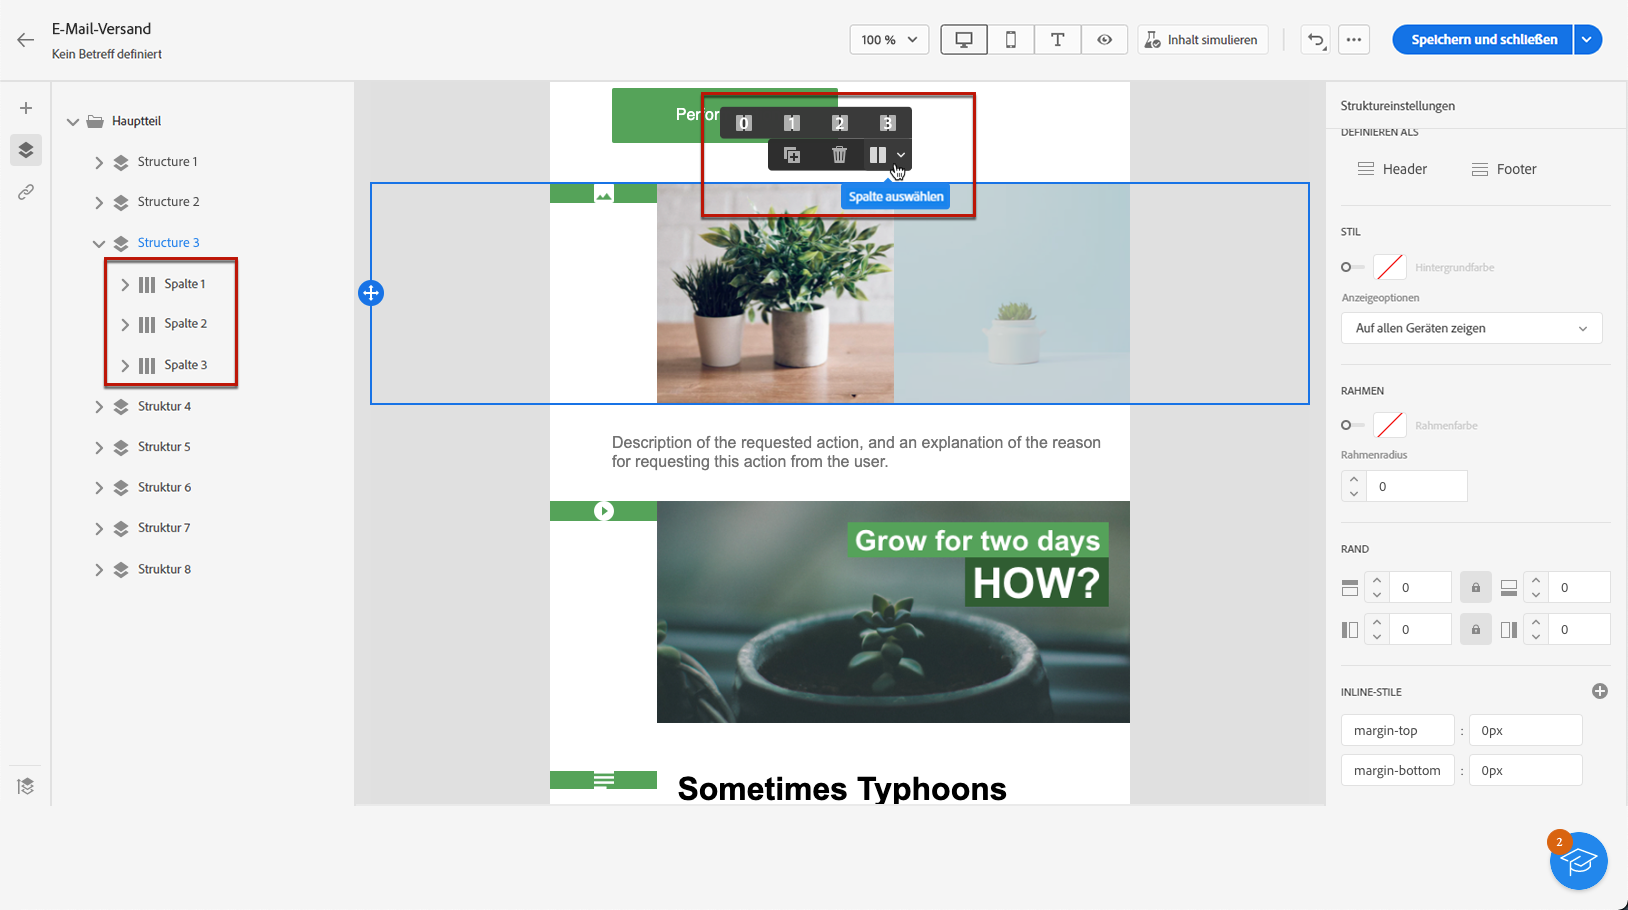 E-Mail-Versand
Kein Betreff definiert
100 %
T
Inhalt simulieren
Speichern und schließen
Hauptteil
Structure 1
Structure 2
Structure 3
Spalte 1
Spalte 2
Spalte 3
Struktur 4
Struktur 5
Struktur 6
Struktur 7
Struktur 8
0 1 2 3
Spalte auswählen
Description of the requested action, and an explanation of the reason
for requesting this action from the user.
Grow for two days
HOW?
Sometimes Typhoons
Struktureinstellungen
DEFINIEREN ALS
Header
Footer
STIL
Hintergrundfarbe
Anzeigeoptionen
Auf allen Geräten zeigen
RAHMEN
Rahmenfarbe
Rahmenradius
0
RAND
0 0
0 0
INLINE-STILE
margin-top : 0px
margin-bottom : 0px
2